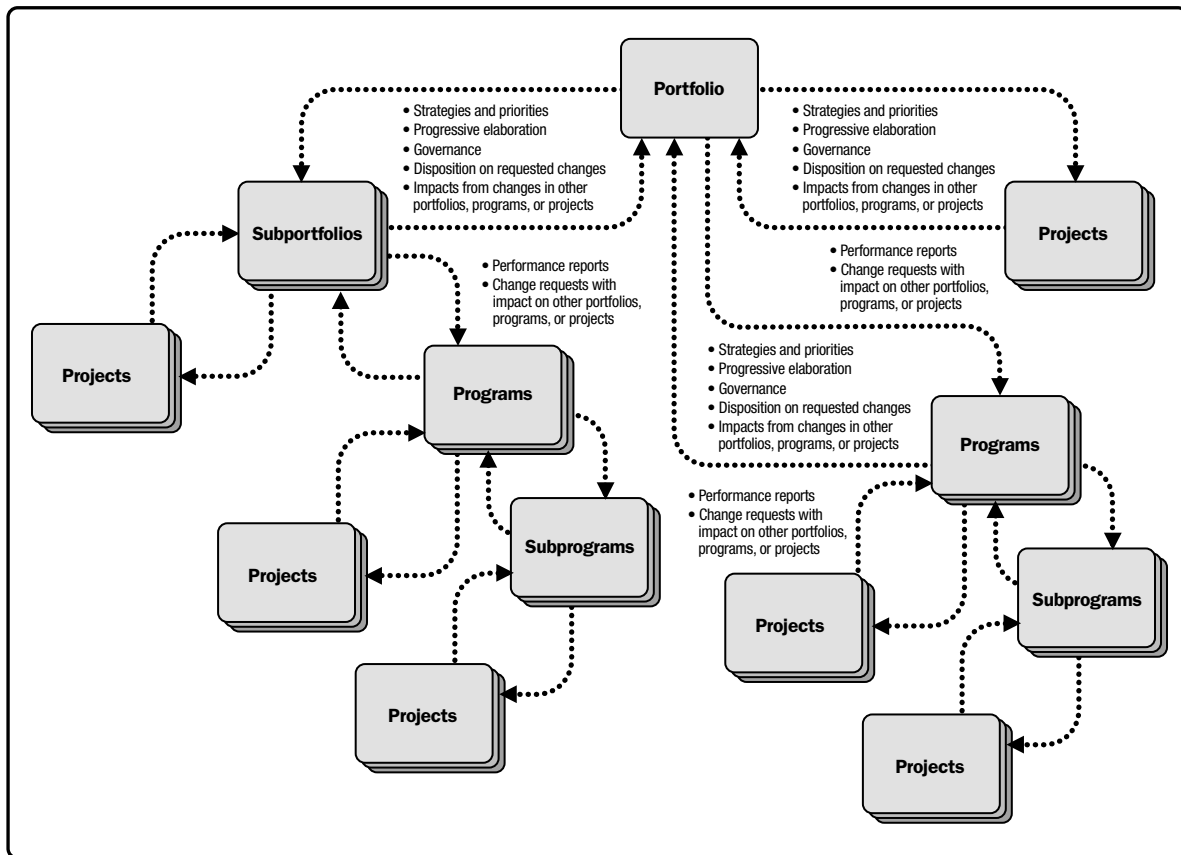 Portfolio
• Strategies and priorities
• Progressive elaboration
• Governance
• Disposition on requested changes
• Impacts from changes in other
portfolios, programs, or projects
• Strategies and priorities
• Progressive elaboration
• Governance
• Disposition on requested changes
• Impacts from changes in other
portfolios, programs, or projects
Subportfolios
Projects
• Performance reports
• Change requests with
impact on other portfolios,
programs, or projects
• Performance reports
• Change requests with
impact on other portfolios,
programs, or projects
Projects
Programs
• Strategies and priorities
• Progressive elaboration
• Governance
• Disposition on requested changes
• Impacts from changes in other
portfolios, programs, or projects
Programs
• Performance reports
• Change requests with
impact on other portfolios,
programs, or projects
Projects
Subprograms
Projects
Subprograms
Projects
Projects